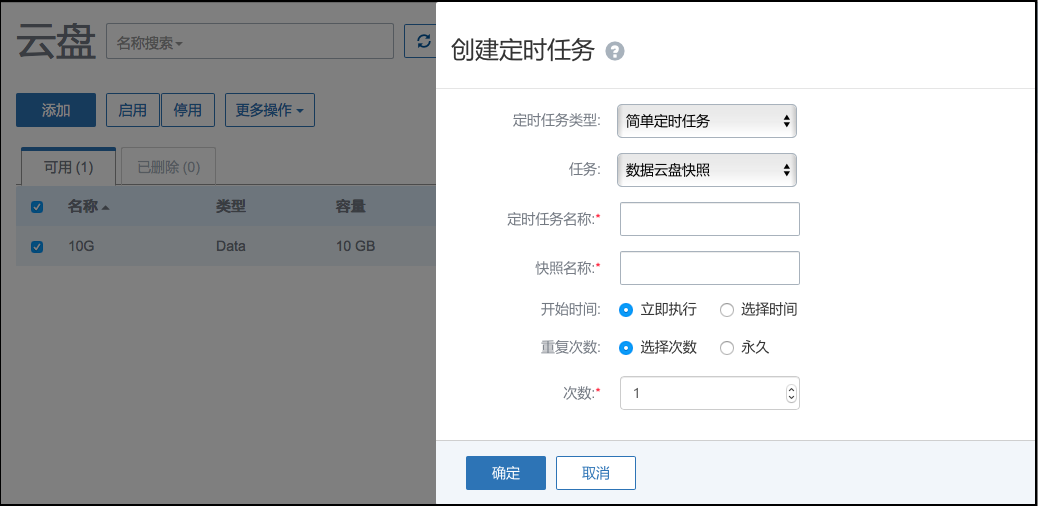 云盘
名称搜索
添加
启用
停用
更多操作
可用 (1)
已删除 (0)
名称 类型 容量
10G Data 10 GB
创建定时任务 ?
定时任务类型: 简单定时任务
任务: 数据云盘快照
定时任务名称:*
快照名称:*
开始时间: 立即执行 选择时间
重复次数: 选择次数 永久
次数:* 1
确定 取消